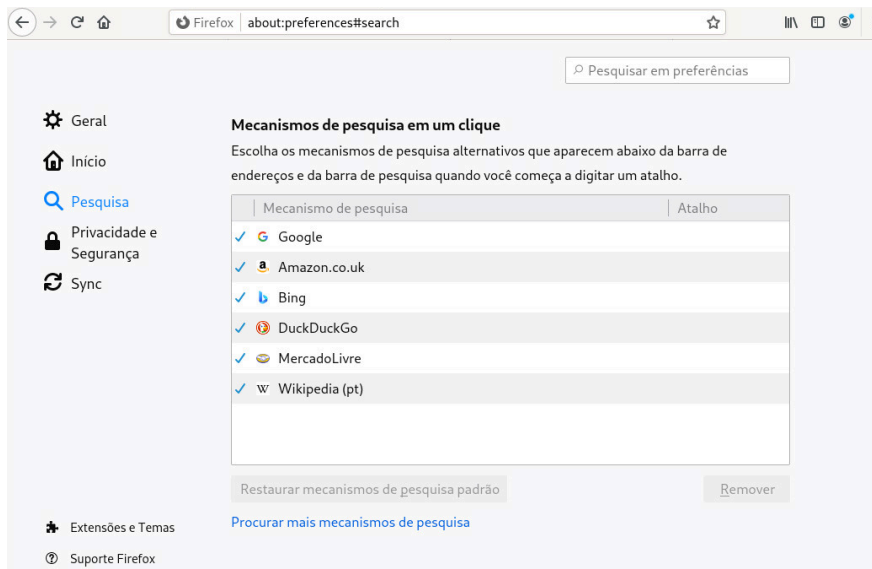 Firefox about:preferences#search
Pesquisar em preferências
Geral
Início
Pesquisa
Privacidade e
Segurança
Sync
Extensões e Temas
Suporte Firefox
Mecanismos de pesquisa em um clique
Escolha os mecanismos de pesquisa alternativos que aparecem abaixo da barra de
endereços e da barra de pesquisa quando você começa a digitar um atalho.
Mecanismo de pesquisa Atalho
Google
Amazon.co.uk
Bing
DuckDuckGo
MercadoLivre
Wikipedia (pt)
Restaurar mecanismos de pesquisa padrão Remover
Procurar mais mecanismos de pesquisa